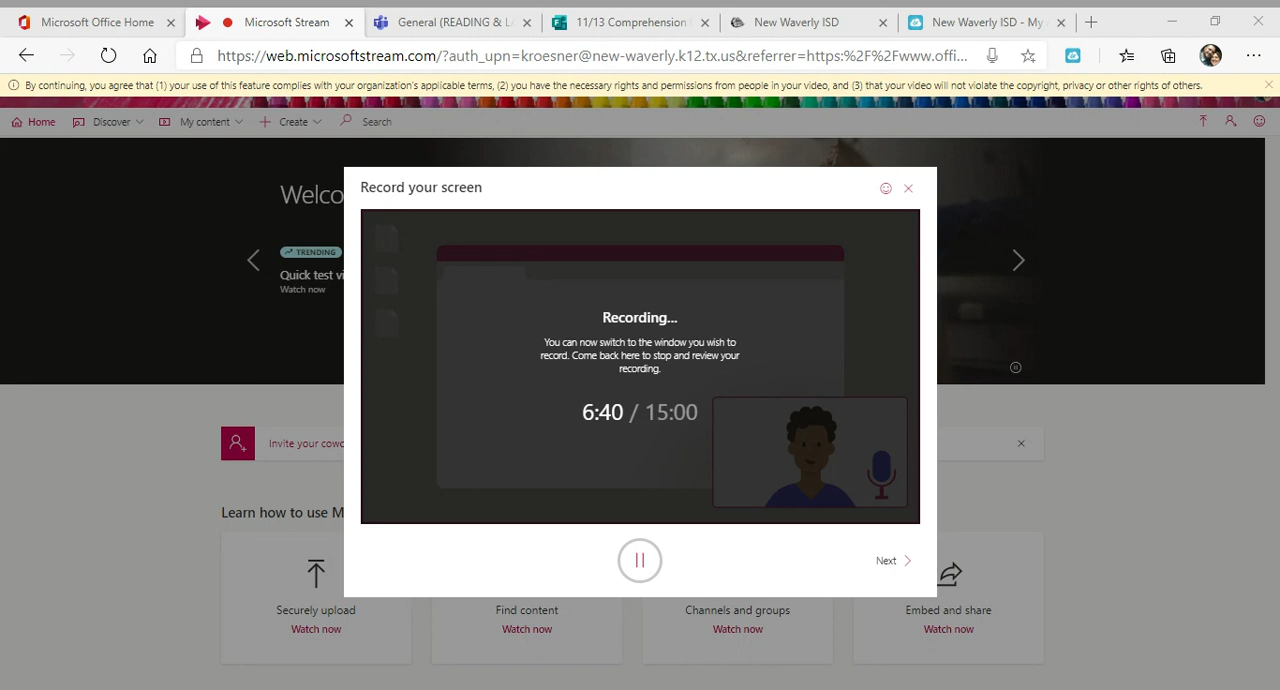 Microsoft Office Home
Microsoft Stream
General (READING & L
11/13 Comprehension
New Waverly ISD
New Waverly ISD - My
https://web.microsoftstream.com/?auth_upn=kroesner@new-waverly.k12.tx.us&referrer=https:%2F%2Fwww.offi...
By continuing, you agree that (1) your use of this feature complies with your organization's applicable terms, (2) you have the necessary rights and permissions from people in your video, and (3) that your video will not violate the copyright, privacy or other rights of others.
Home
Discover
My content
Create
Search
Record your screen
Welco
TRENDING
Quick test vi
Watch now
Recording...
You can now switch to the window you wish to
record. Come back here to stop and review your
recording.
6:40 / 15:00
Invite your cowo
Learn how to use M
Next
Securely upload
Watch now
Find content
Watch now
Channels and groups
Watch now
Embed and share
Watch now